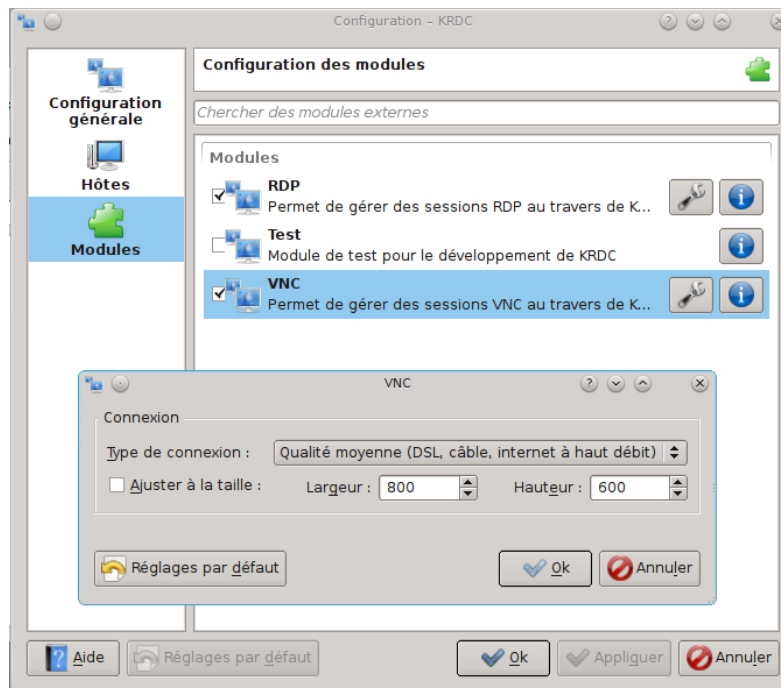 Configuration – KRDC
Configuration
générale
Hôtes
Modules
Configuration des modules
Chercher des modules externes
Modules
RDP
Permet de gérer des sessions RDP au travers de K...
Test
Module de test pour le développement de KRDC
VNC
Permet de gérer des sessions VNC au travers de K...
VNC
Connexion
Type de connexion : Qualité moyenne (DSL, câble, internet à haut débit)
Ajuster à la taille : Largeur : 800 Hauteur : 600
Réglages par défaut Ok Annuler
Aide Réglages par défaut Ok Appliquer Annuler